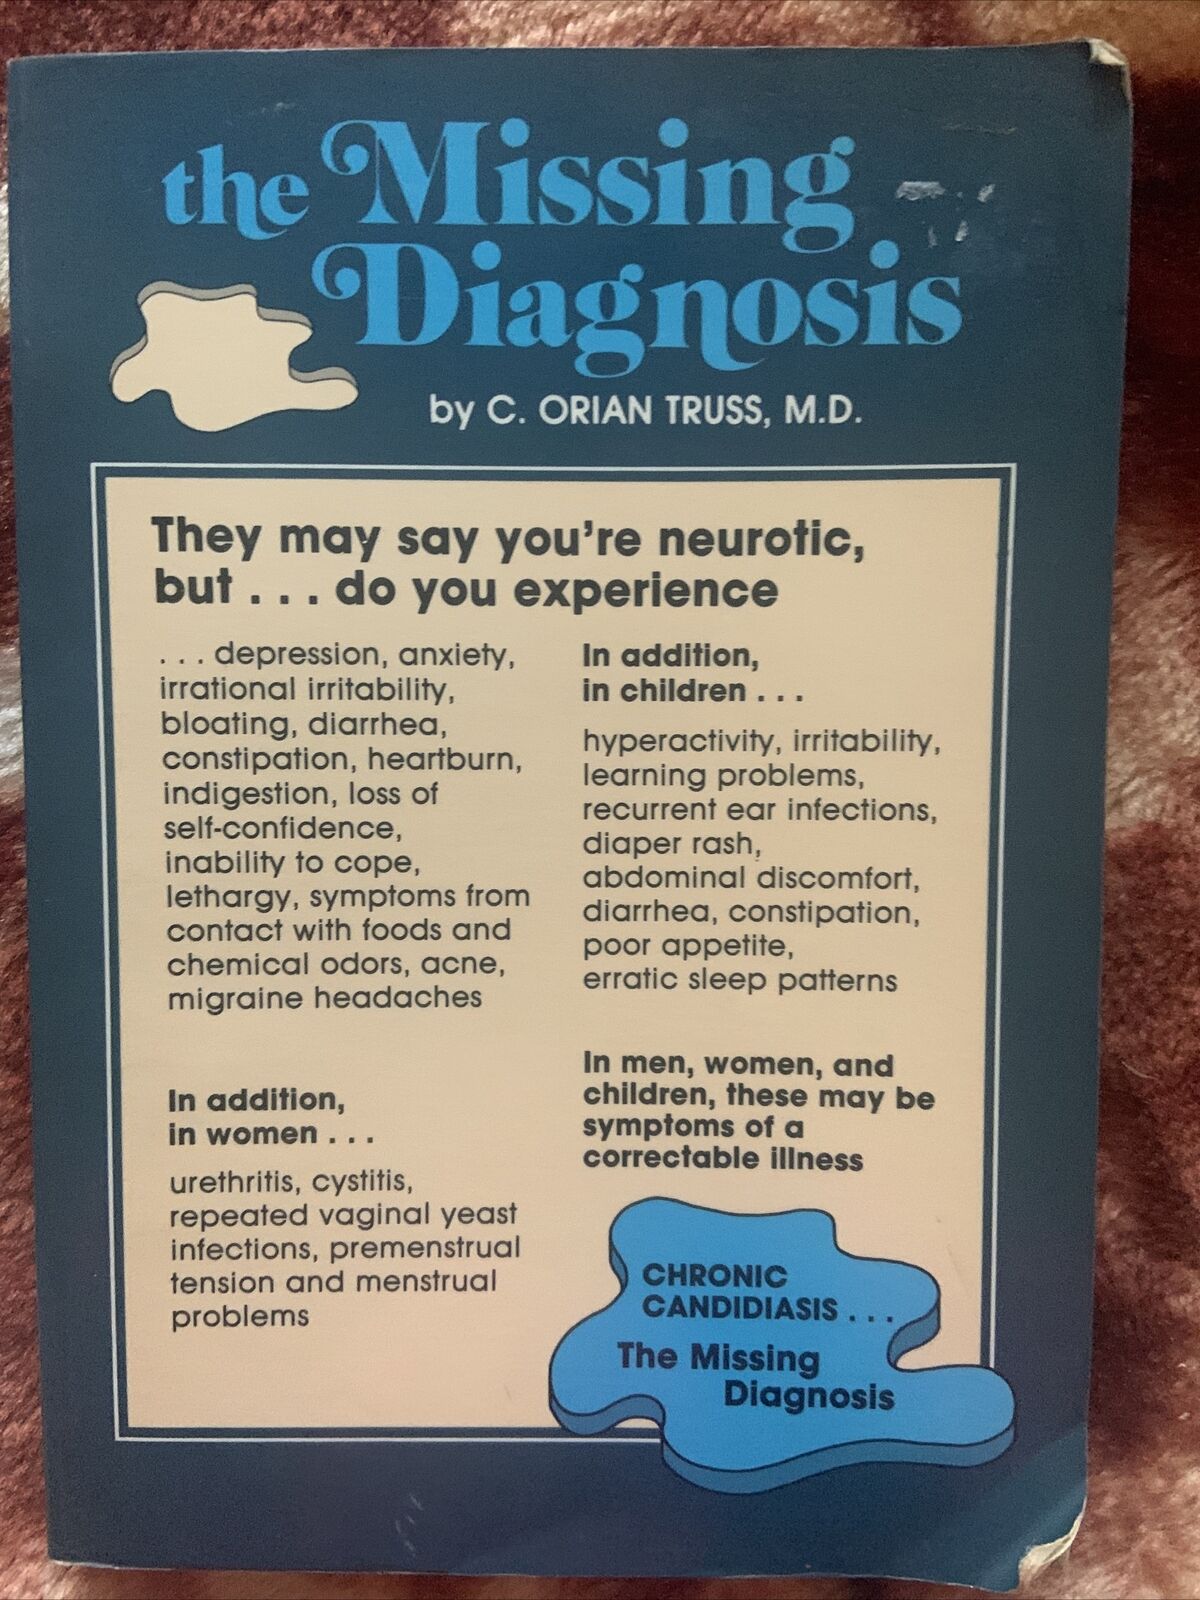 the Missing
Diagnosis
by C. ORIAN TRUSS, M.D.
They may say you're neurotic,
but . . . do you experience
. . . depression, anxiety,
irrational irritability,
bloating, diarrhea,
constipation, heartburn,
indigestion, loss of
self-confidence,
inability to cope,
lethargy, symptoms from
contact with foods and
chemical odors, acne,
migraine headaches
In addition,
in women . . .
urethritis, cystitis,
repeated vaginal yeast
infections, premenstrual
tension and menstrual
problems
In addition,
in children . . .
hyperactivity, irritability,
learning problems,
recurrent ear infections,
diaper rash,
abdominal discomfort,
diarrhea, constipation,
poor appetite,
erratic sleep patterns
In men, women, and
children, these may be
symptoms of a
correctable illness
CHRONIC
CANDIDIASIS . . .
The Missing
Diagnosis